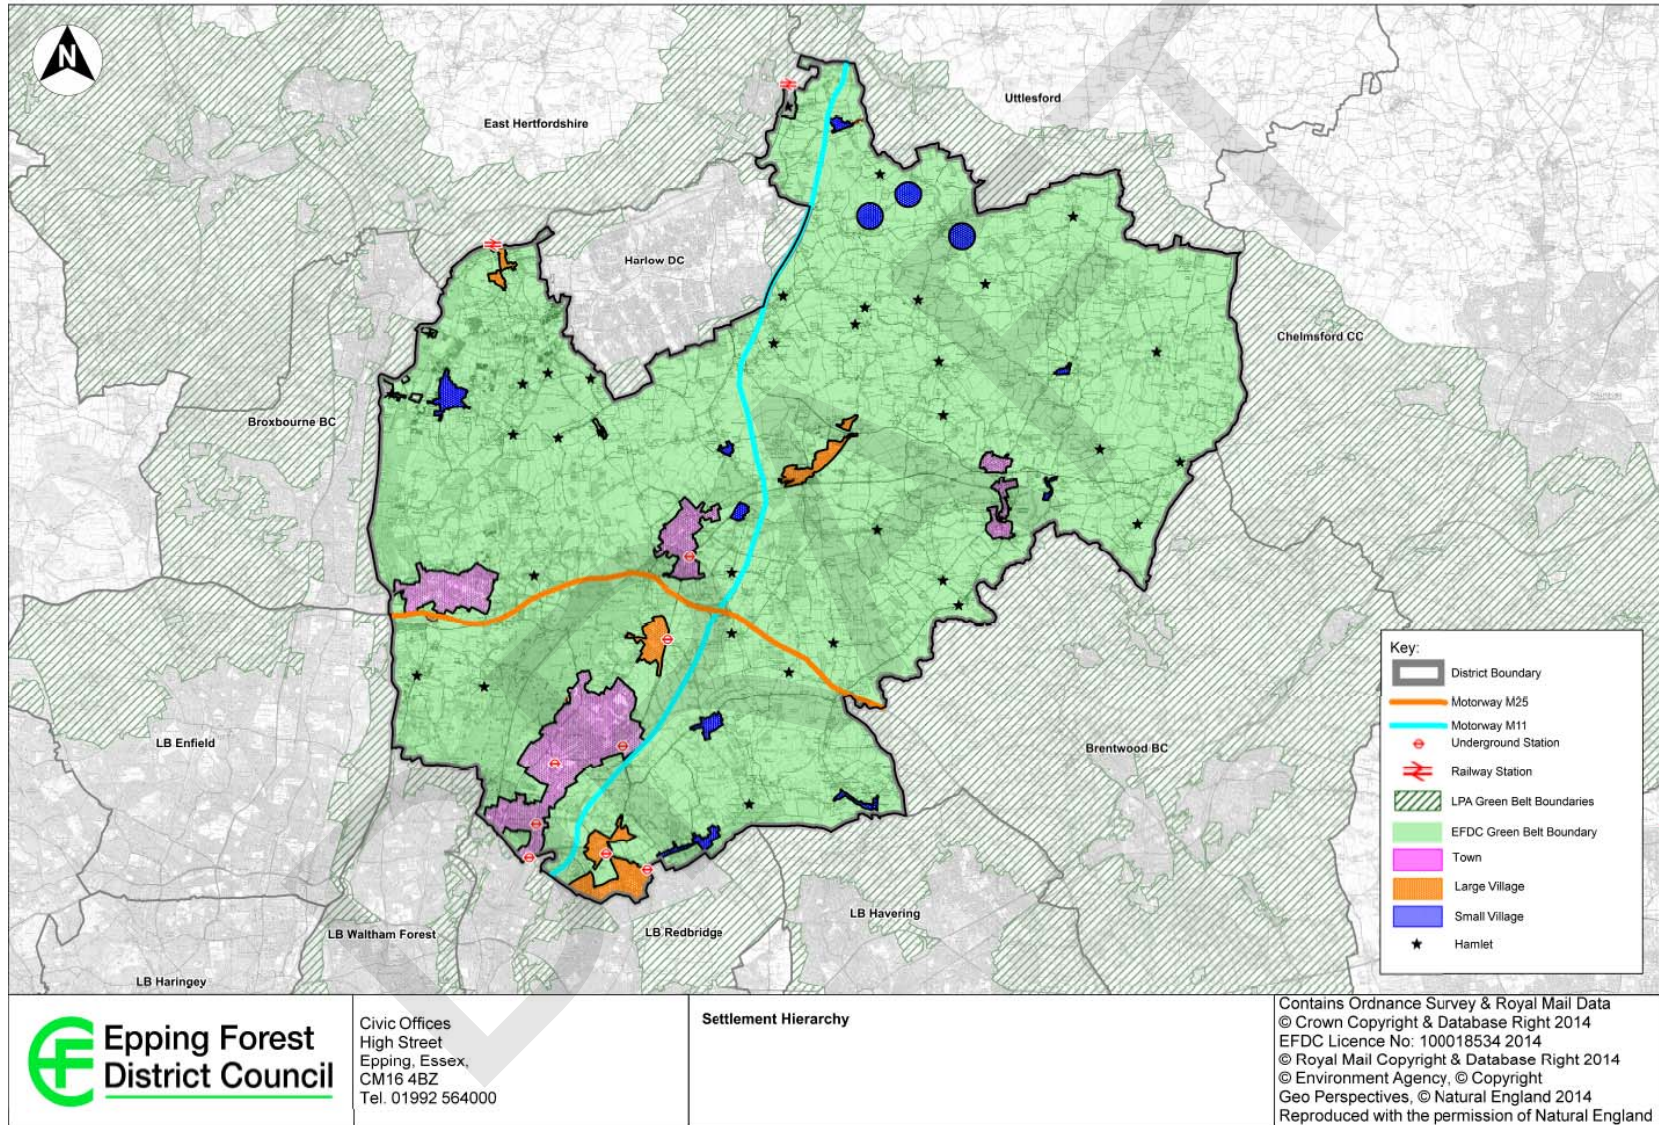 N
Uttlesford
East Hertfordshire
Harlow DC
Chelmsford CC
Broxbourne BC
LB Enfield
Brentwood BC
LB Havering
LB Redbridge
LB Waltham Forest
LB Haringey
Key:
District Boundary
Motorway M25
Motorway M11
Underground Station
Railway Station
LPA Green Belt Boundaries
EFDC Green Belt Boundary
Town
Large Village
Small Village
Hamlet
DRAFT
Epping Forest
District Council
Civic Offices
High Street
Epping, Essex,
CM16 4BZ
Tel. 01992 564000
Settlement Hierarchy
Contains Ordnance Survey & Royal Mail Data
© Crown Copyright & Database Right 2014
EFDC Licence No: 100018534 2014
© Royal Mail Copyright & Database Right 2014
© Environment Agency, © Copyright
Geo Perspectives, © Natural England 2014
Reproduced with the permission of Natural England